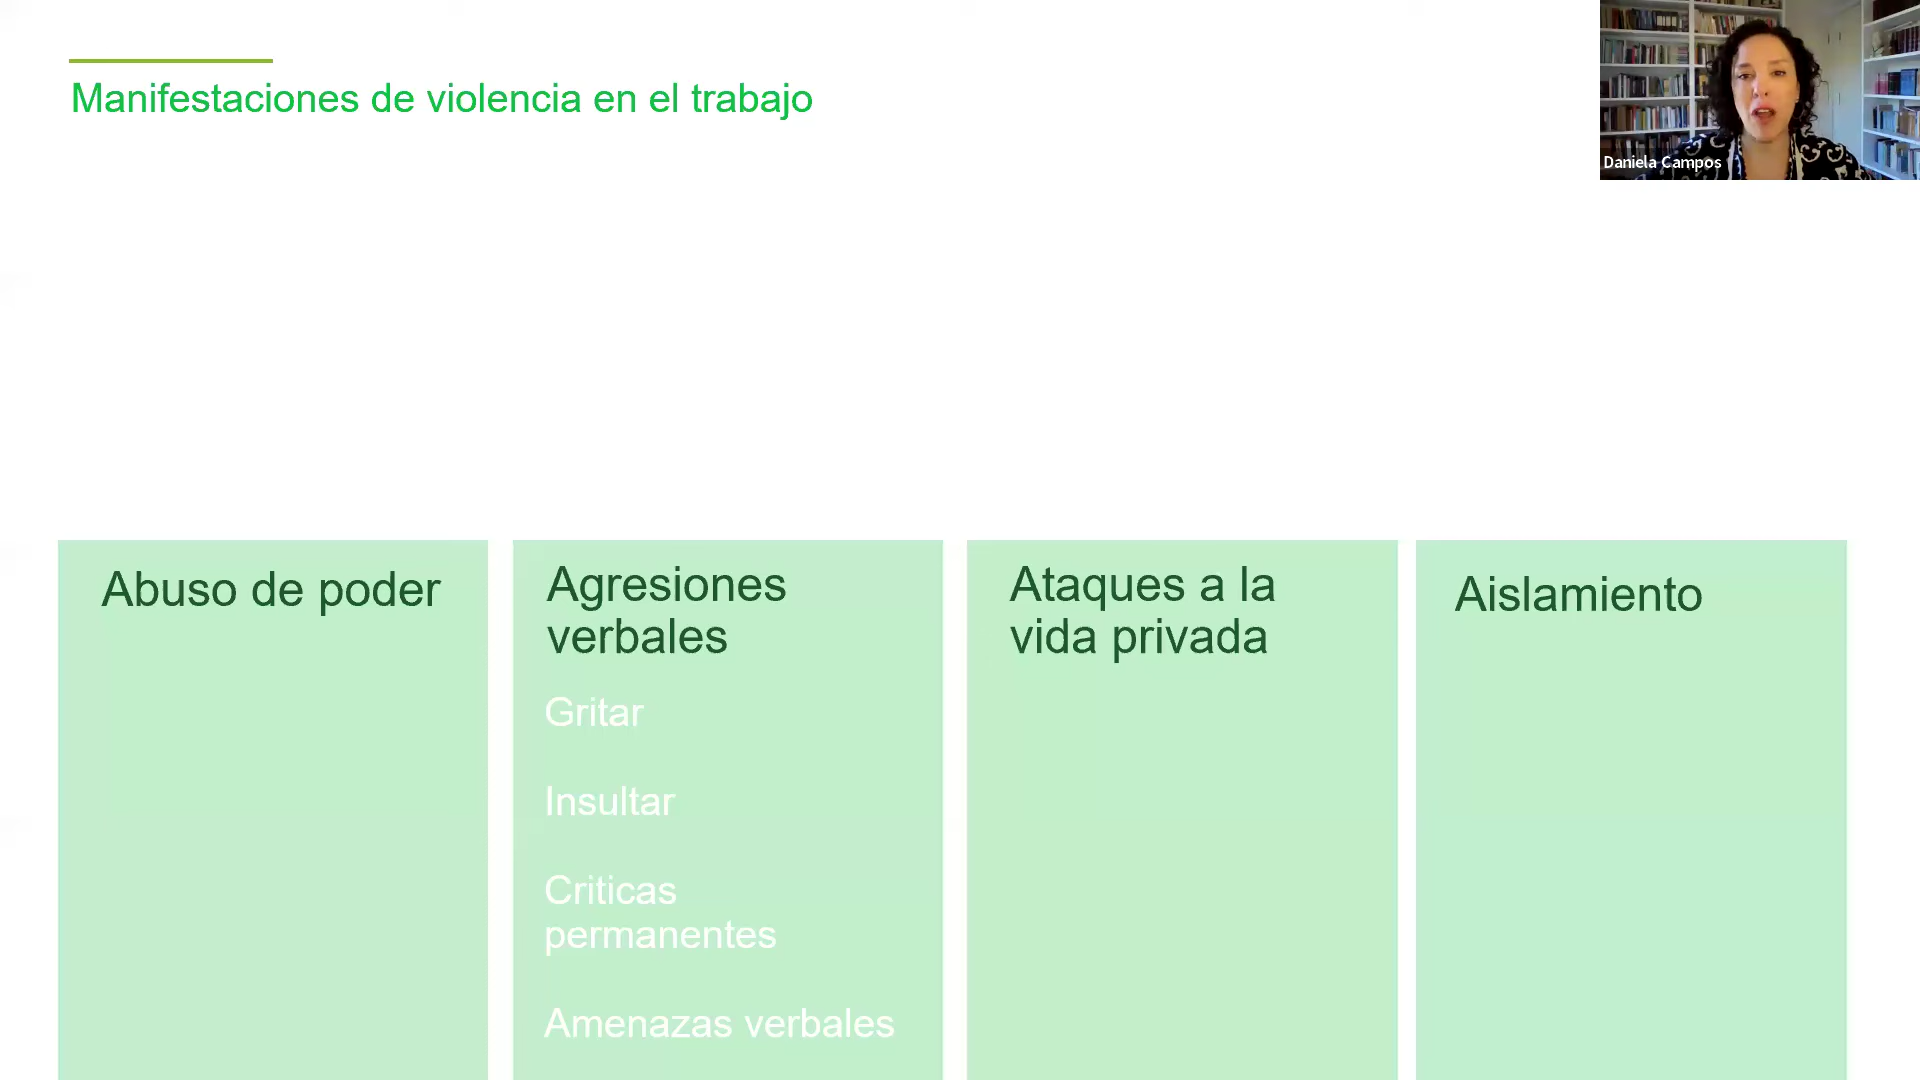 Manifestaciones de violencia en el trabajo
Daniela Campos
Abuso de poder
Agresiones
verbales
Gritar
Insultar
Criticas
permanentes
Amenazas verbales
Ataques a la
vida privada
Aislamiento